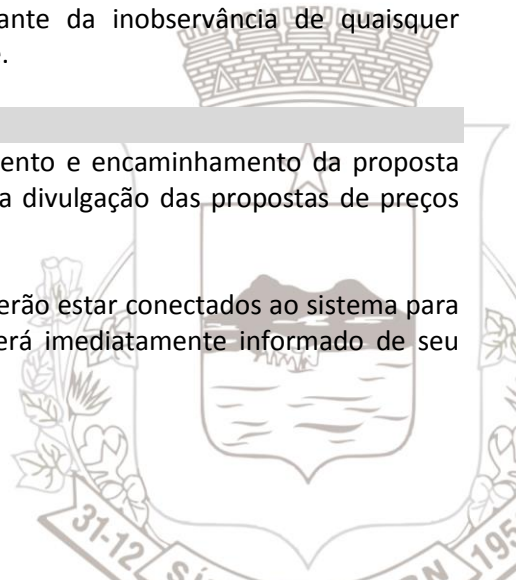 ante da inobservância de quaisquer
ento e encaminhamento da proposta
a divulgação das propostas de preços
erão estar conectados ao sistema para
erá imediatamente informado de seu
31-12
RN 195